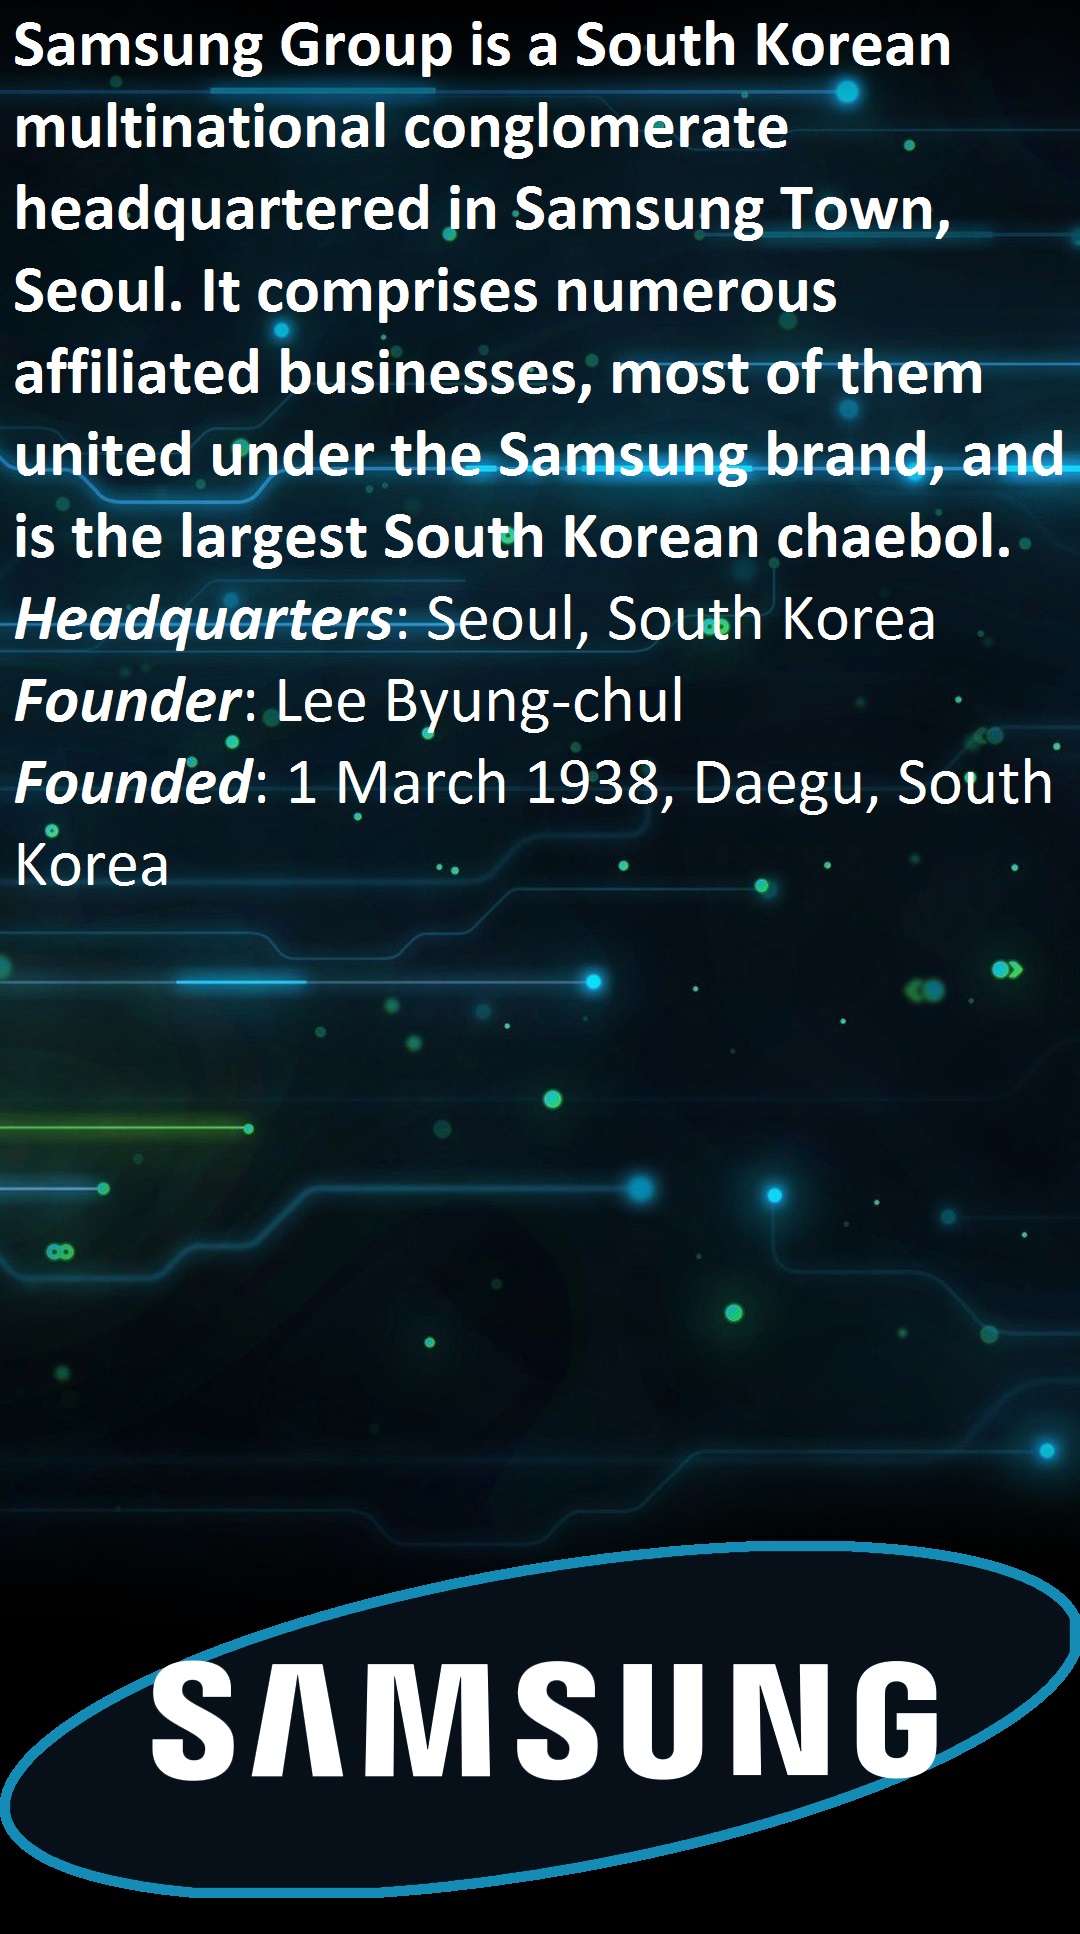 Samsung Group is a South Korean
multinational conglomerate
headquartered in Samsung Town,
Seoul. It comprises numerous
affiliated businesses, most of them
united under the Samsung brand, and
is the largest South Korean chaebol.
Headquarters: Seoul, South Korea
Founder: Lee Byung-chul
Founded: 1 March 1938, Daegu, South
Korea
SAMSUNG